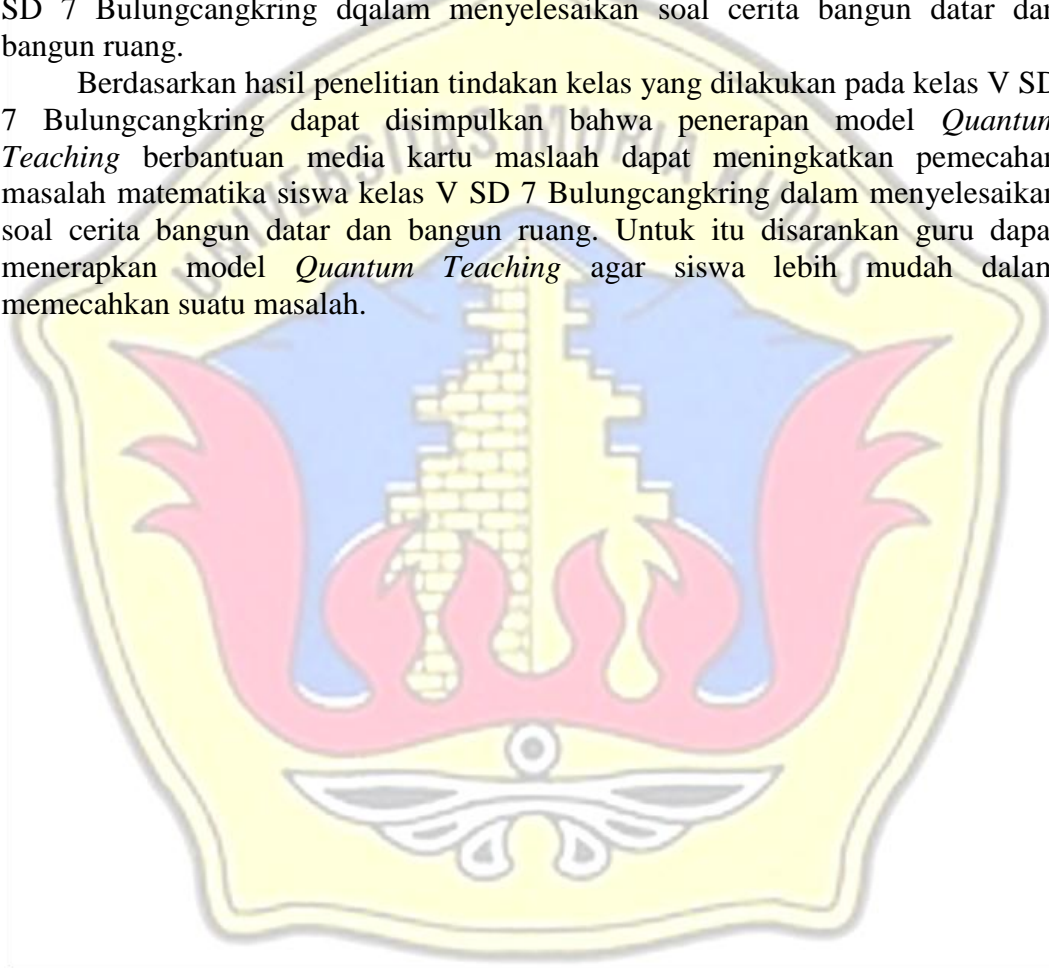 SD 7 Bulungcangkring dqalam menyelesaikan soal cerita bangun datar dan
bangun ruang.
Berdasarkan hasil penelitian tindakan kelas yang dilakukan pada kelas V SD
7 Bulungcangkring dapat disimpulkan bahwa penerapan model Quantum
Teaching berbantuan media kartu maslaah dapat meningkatkan pemecahan
masalah matematika siswa kelas V SD 7 Bulungcangkring dalam menyelesaikan
soal cerita bangun datar dan bangun ruang. Untuk itu disarankan guru dapat
menerapkan model Quantum Teaching agar siswa lebih mudah dalam
memecahkan suatu masalah.
UNIVERSITAS MURIA KUDUS